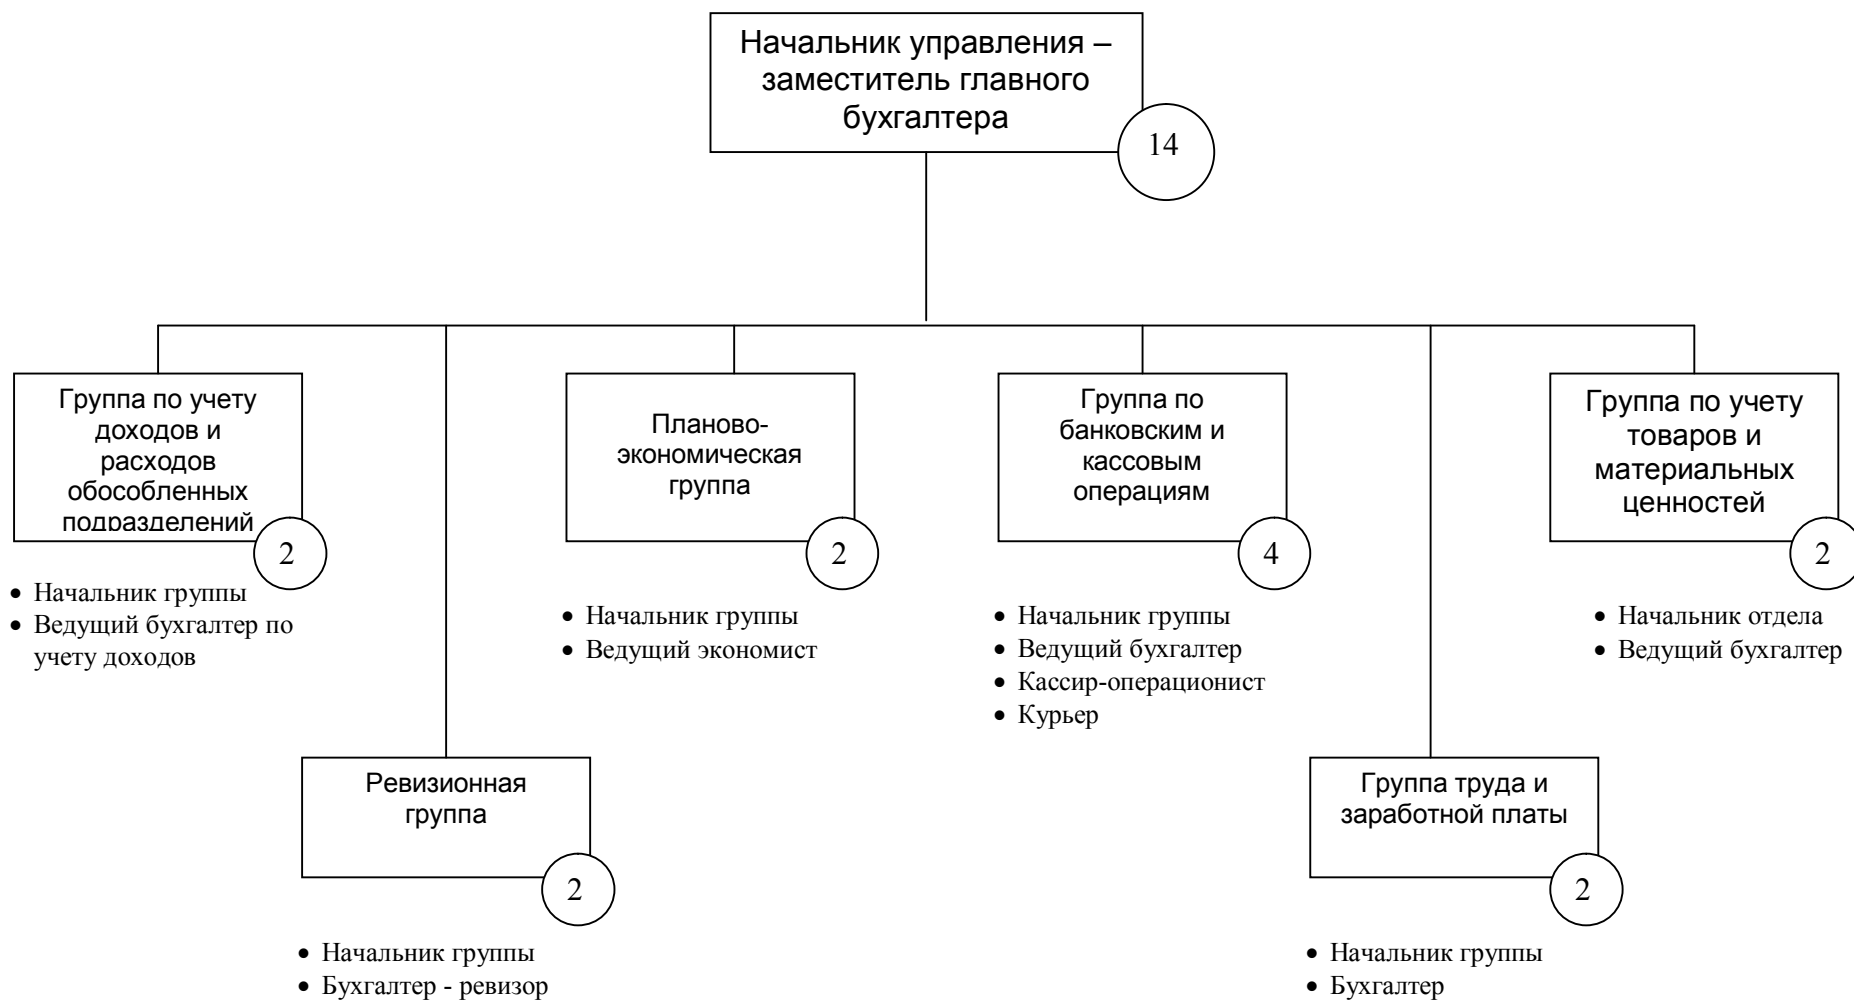 Начальник управления –
заместитель главного
бухгалтера
14
Группа по учету
доходов и
расходов
обособленных
подразделений
2
• Начальник группы
• Ведущий бухгалтер по
учету доходов
Планово-
экономическая
группа
2
• Начальник группы
• Ведущий экономист
Группа по
банковским и
кассовым
операциям
4
• Начальник группы
• Ведущий бухгалтер
• Кассир-операционист
• Курьер
Группа по учету
товаров и
материальных
ценностей
2
• Начальник отдела
• Ведущий бухгалтер
Ревизионная
группа
2
• Начальник группы
• Бухгалтер - ревизор
Группа труда и
заработной платы
2
• Начальник группы
• Бухгалтер